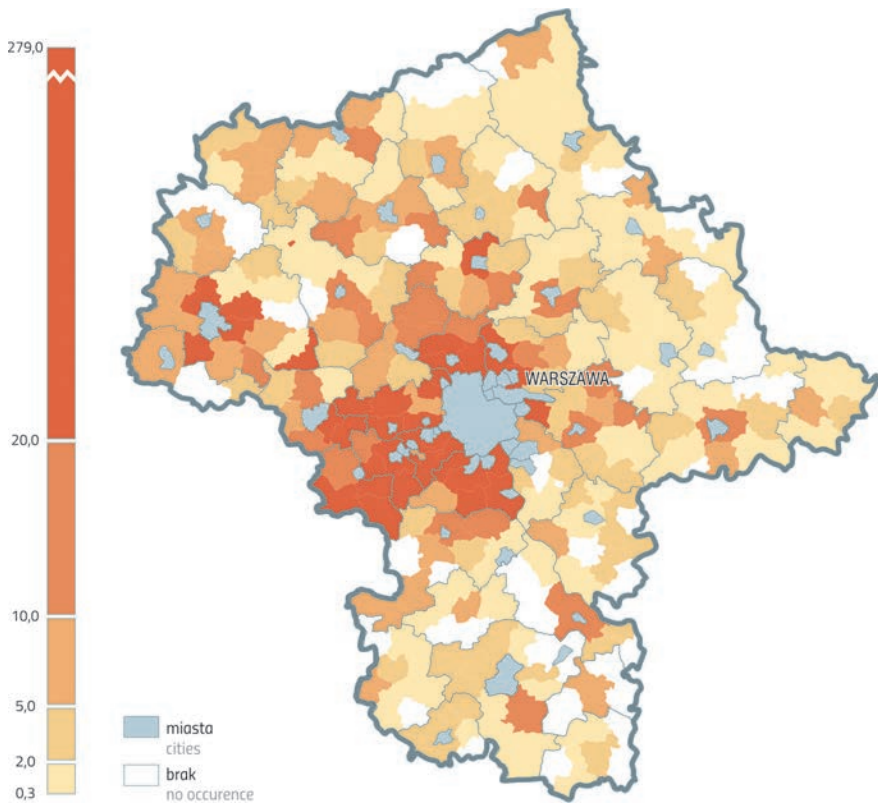 279,0
WARSZAWA
20,0
10,0
5,0
2,0
0,3
miasta
cities
brak
no occurence